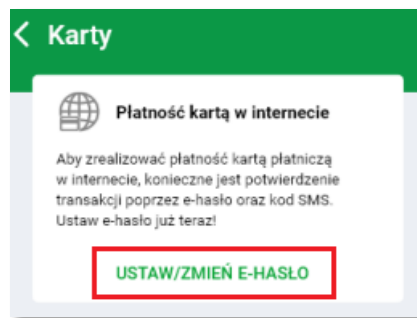 Karty
Płatność kartą w internecie
Aby zrealizować płatność kartą płatniczą
w internecie, konieczne jest potwierdzenie
transakcji poprzez e-hasło oraz kod SMS.
Ustaw e-hasło już teraz!
USTAW/ZMIEŃ E-HASŁO